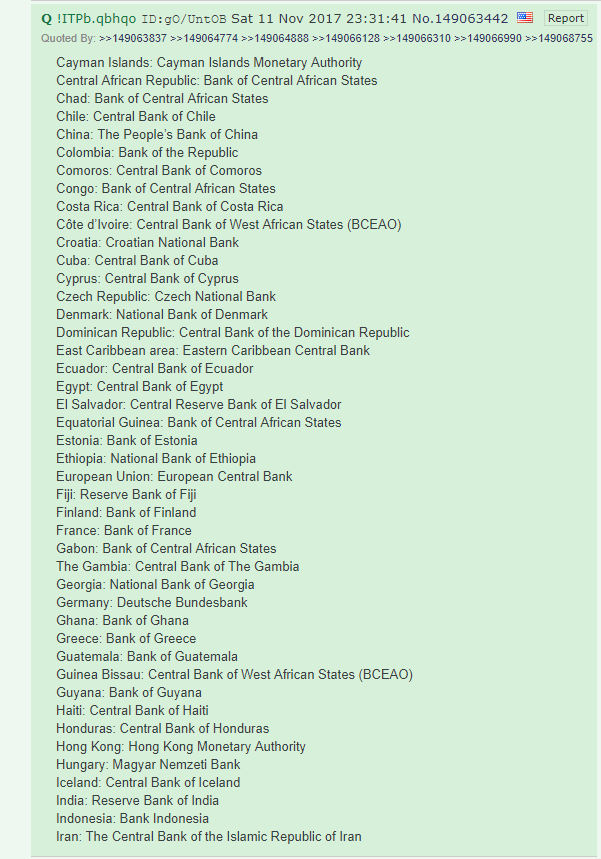 Q !ITPb.qbhqo ID:gO/UntOB Sat 11 Nov 2017 23:31:41 No.149063442 Report
Quoted By: >>149063837 >>149064774 >>149064888 >>149066128 >>149066310 >>149066990 >>149068755
Cayman Islands: Cayman Islands Monetary Authority
Central African Republic: Bank of Central African States
Chad: Bank of Central African States
Chile: Central Bank of Chile
China: The People’s Bank of China
Colombia: Bank of the Republic
Comoros: Central Bank of Comoros
Congo: Bank of Central African States
Costa Rica: Central Bank of Costa Rica
Côte d’Ivoire: Central Bank of West African States (BCEAO)
Croatia: Croatian National Bank
Cuba: Central Bank of Cuba
Cyprus: Central Bank of Cyprus
Czech Republic: Czech National Bank
Denmark: National Bank of Denmark
Dominican Republic: Central Bank of the Dominican Republic
East Caribbean area: Eastern Caribbean Central Bank
Ecuador: Central Bank of Ecuador
Egypt: Central Bank of Egypt
El Salvador: Central Reserve Bank of El Salvador
Equatorial Guinea: Bank of Central African States
Estonia: Bank of Estonia
Ethiopia: National Bank of Ethiopia
European Union: European Central Bank
Fiji: Reserve Bank of Fiji
Finland: Bank of Finland
France: Bank of France
Gabon: Bank of Central African States
The Gambia: Central Bank of The Gambia
Georgia: National Bank of Georgia
Germany: Deutsche Bundesbank
Ghana: Bank of Ghana
Greece: Bank of Greece
Guatemala: Bank of Guatemala
Guinea Bissau: Central Bank of West African States (BCEAO)
Guyana: Bank of Guyana
Haiti: Central Bank of Haiti
Honduras: Central Bank of Honduras
Hong Kong: Hong Kong Monetary Authority
Hungary: Magyar Nemzeti Bank
Iceland: Central Bank of Iceland
India: Reserve Bank of India
Indonesia: Bank Indonesia
Iran: The Central Bank of the Islamic Republic of Iran